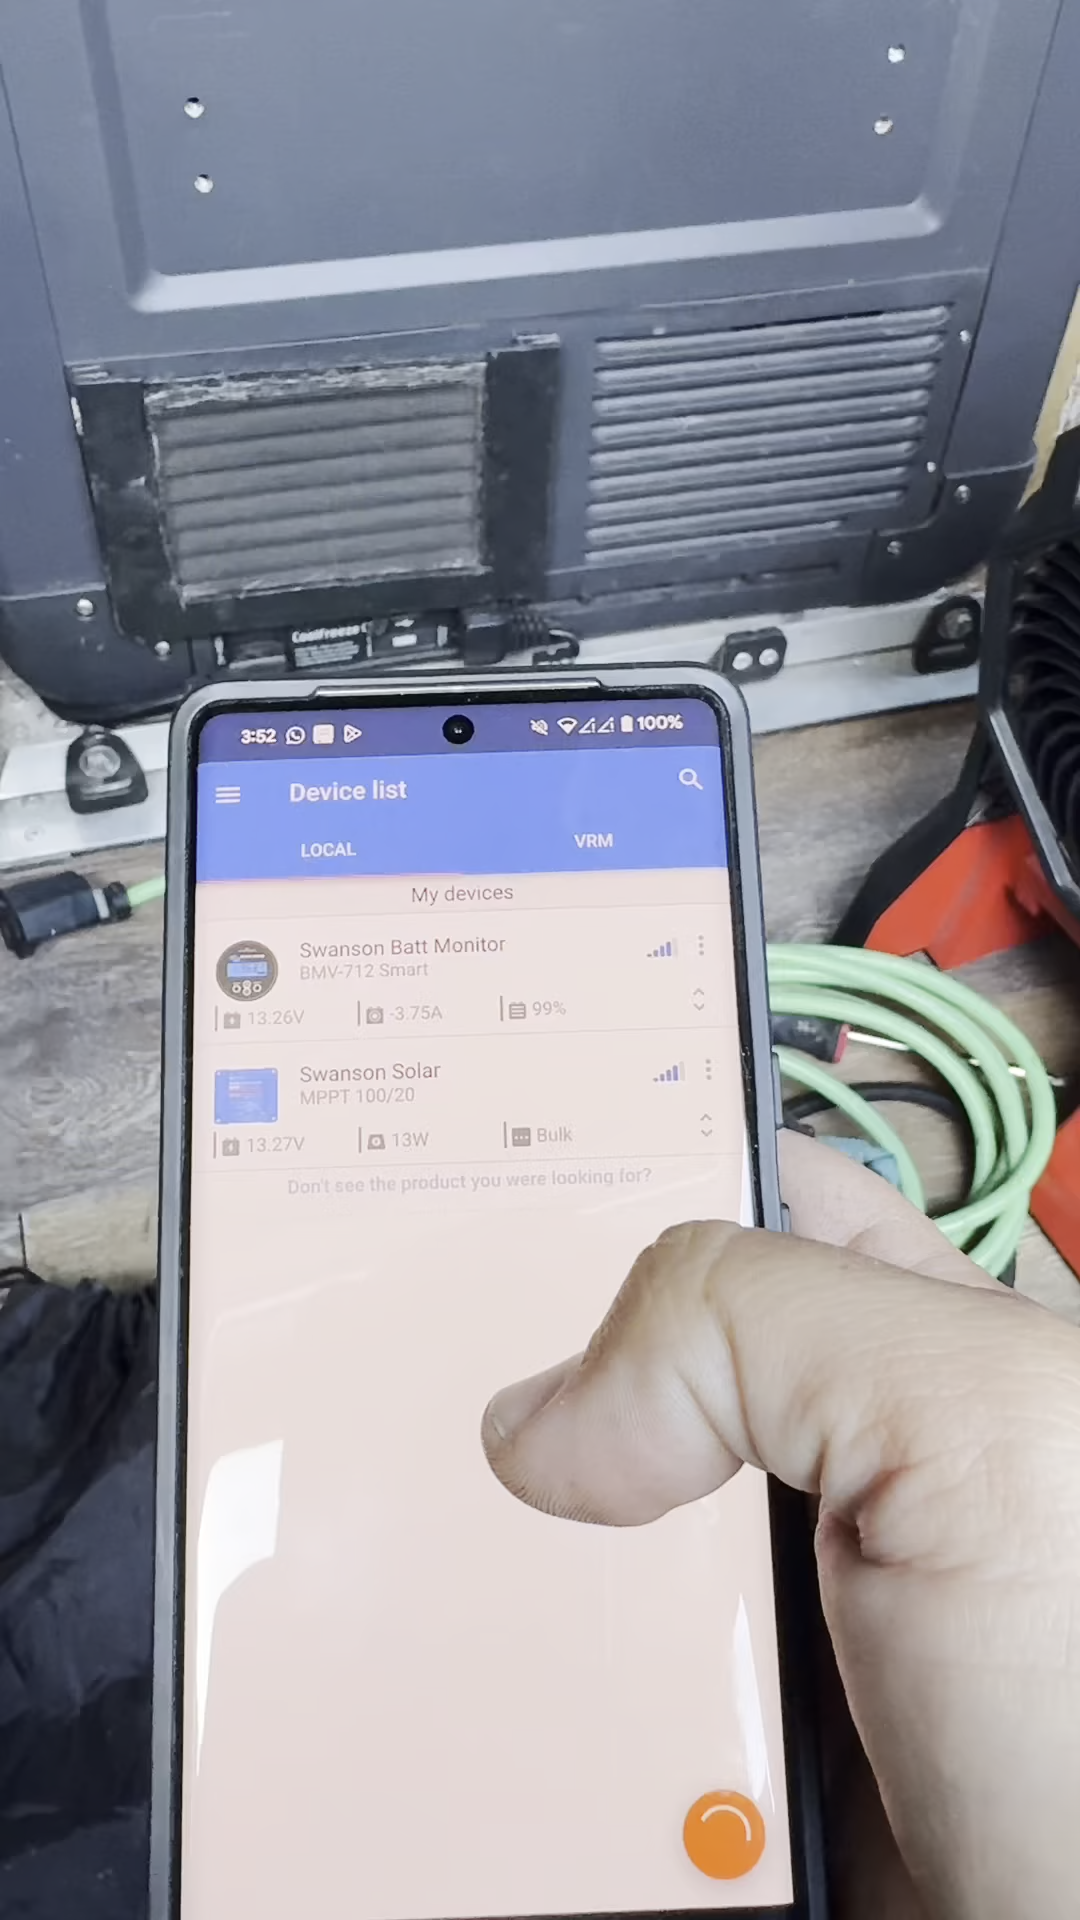 CoolFreeze C
3:52
100%
Device list
LOCAL
VRM
My devices
Swanson Batt Monitor
BMV-712 Smart
13.26V
-3.75A
99%
Swanson Solar
MPPT 100/20
13.27V
13W
Bulk
Don't see the product you were looking for?